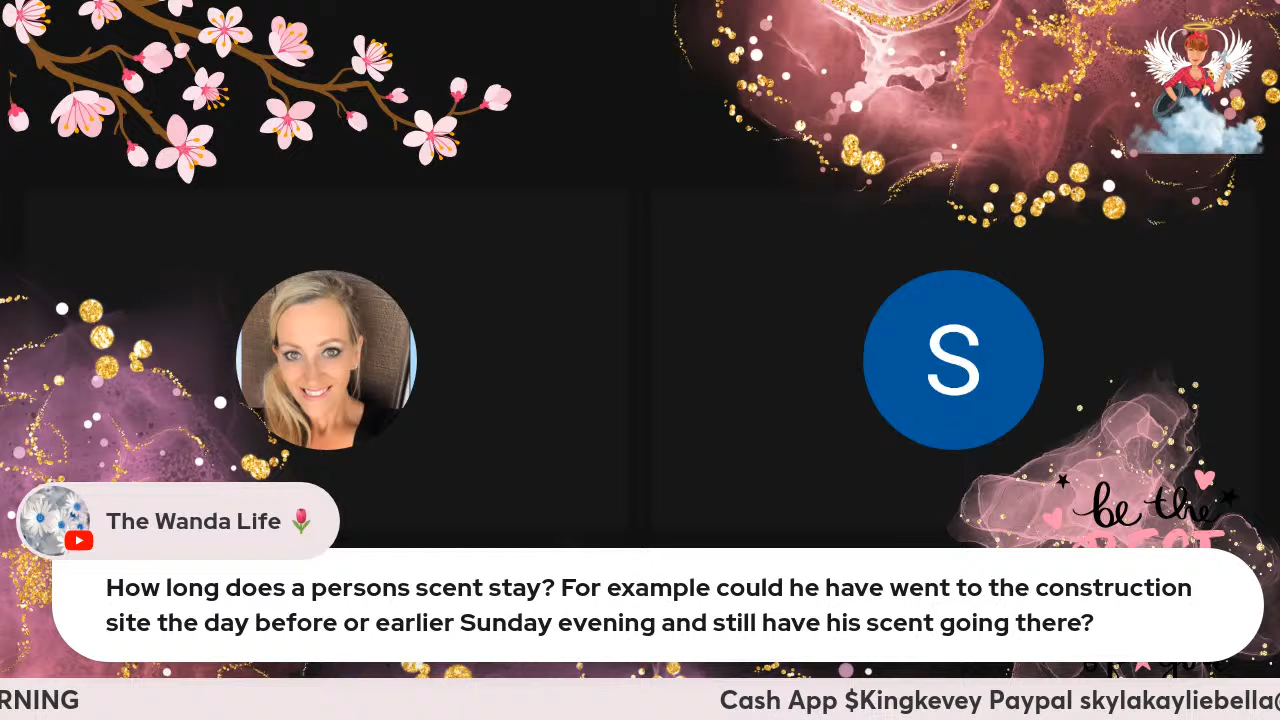 S
be the
The Wanda Life 🌷
How long does a persons scent stay? For example could he have went to the construction
site the day before or earlier Sunday evening and still have his scent going there?
RNING
Cash App $Kingkevey Paypal skylakayliebella@